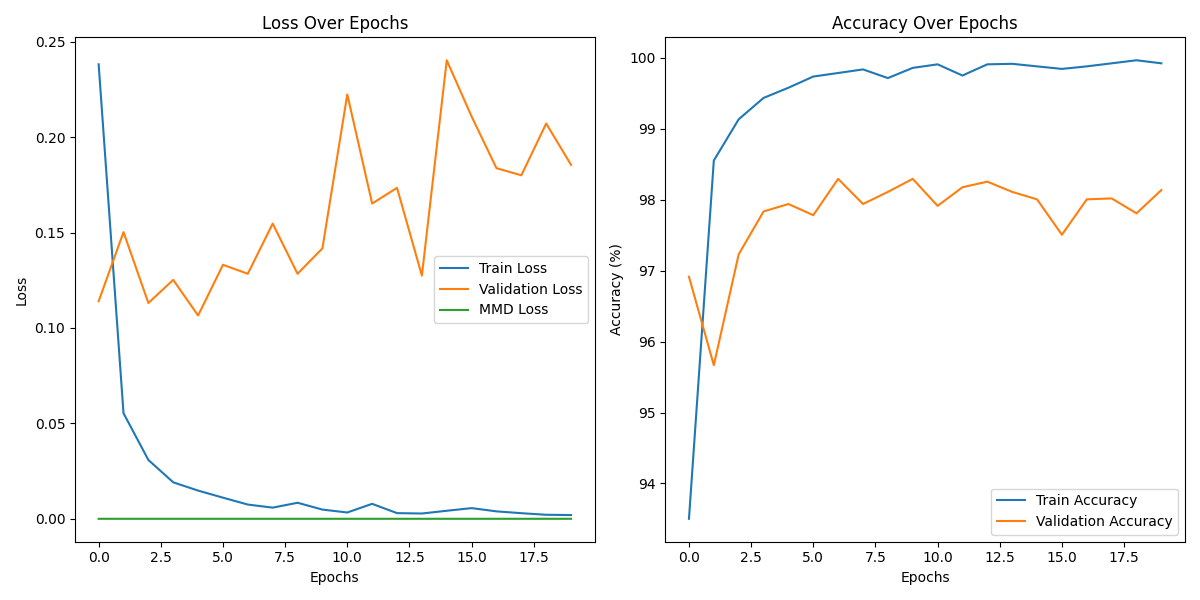 Loss Over Epochs
0.25
0.20
0.15
0.10
0.05
0.00
Loss
0.0 2.5 5.0 7.5 10.0 12.5 15.0 17.5
Epochs
Train Loss
Validation Loss
MMD Loss
Accuracy Over Epochs
100
99
98
97
96
95
94
Accuracy (%)
0.0 2.5 5.0 7.5 10.0 12.5 15.0 17.5
Epochs
Train Accuracy
Validation Accuracy